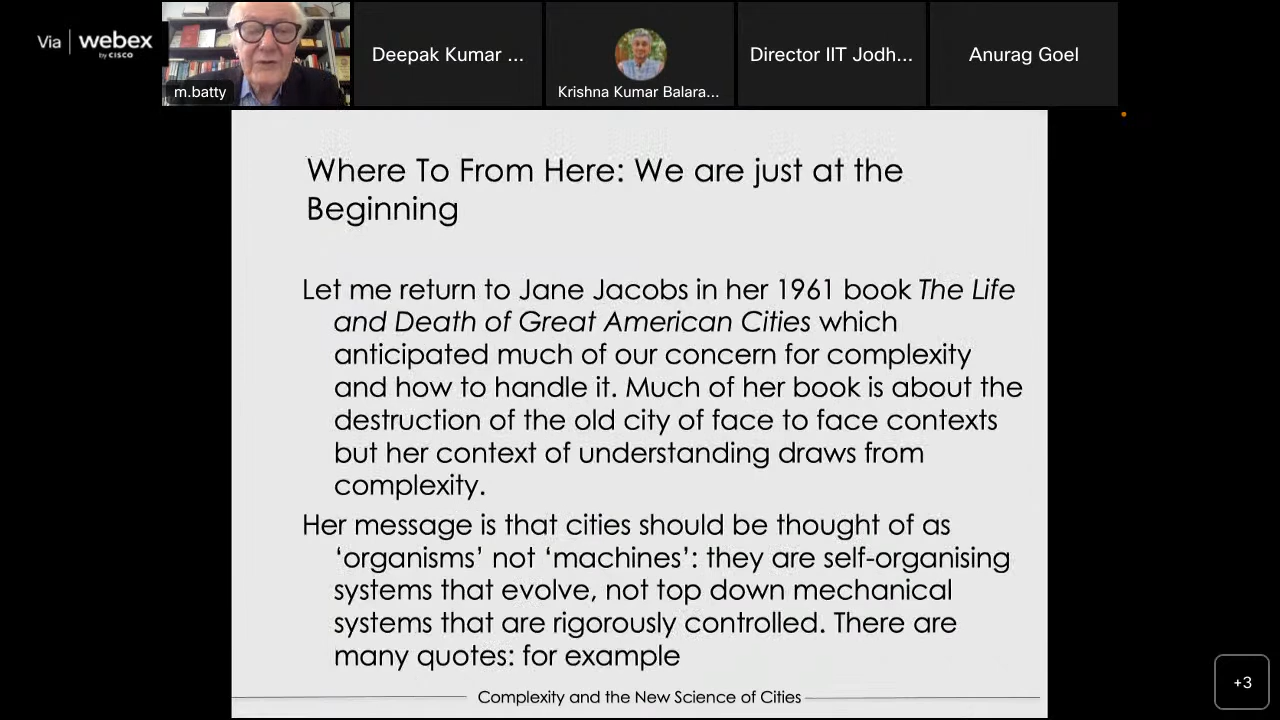 Via | webex
by CISCO
m.batty
Deepak Kumar ...
Krishna Kumar Balara...
Director IIT Jodh...
Anurag Goel
Where To From Here: We are just at the
Beginning
Let me return to Jane Jacobs in her 1961 book The Life
and Death of Great American Cities which
anticipated much of our concern for complexity
and how to handle it. Much of her book is about the
destruction of the old city of face to face contexts
but her context of understanding draws from
complexity.
Her message is that cities should be thought of as
‘organisms’ not ‘machines’: they are self-organising
systems that evolve, not top down mechanical
systems that are rigorously controlled. There are
many quotes: for example
Complexity and the New Science of Cities
+3